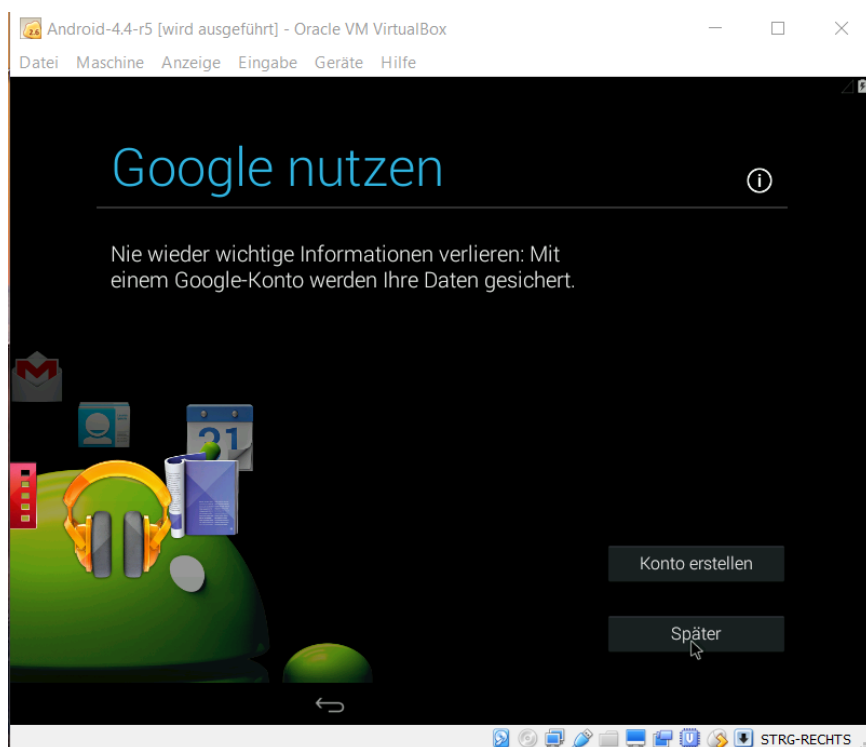 Android-4.4-r5 [wird ausgeführt] - Oracle VM VirtualBox
Datei Maschine Anzeige Eingabe Geräte Hilfe
Google nutzen
Nie wieder wichtige Informationen verlieren: Mit
einem Google-Konto werden Ihre Daten gesichert.
21
Konto erstellen
Später
STRG-RECHTS